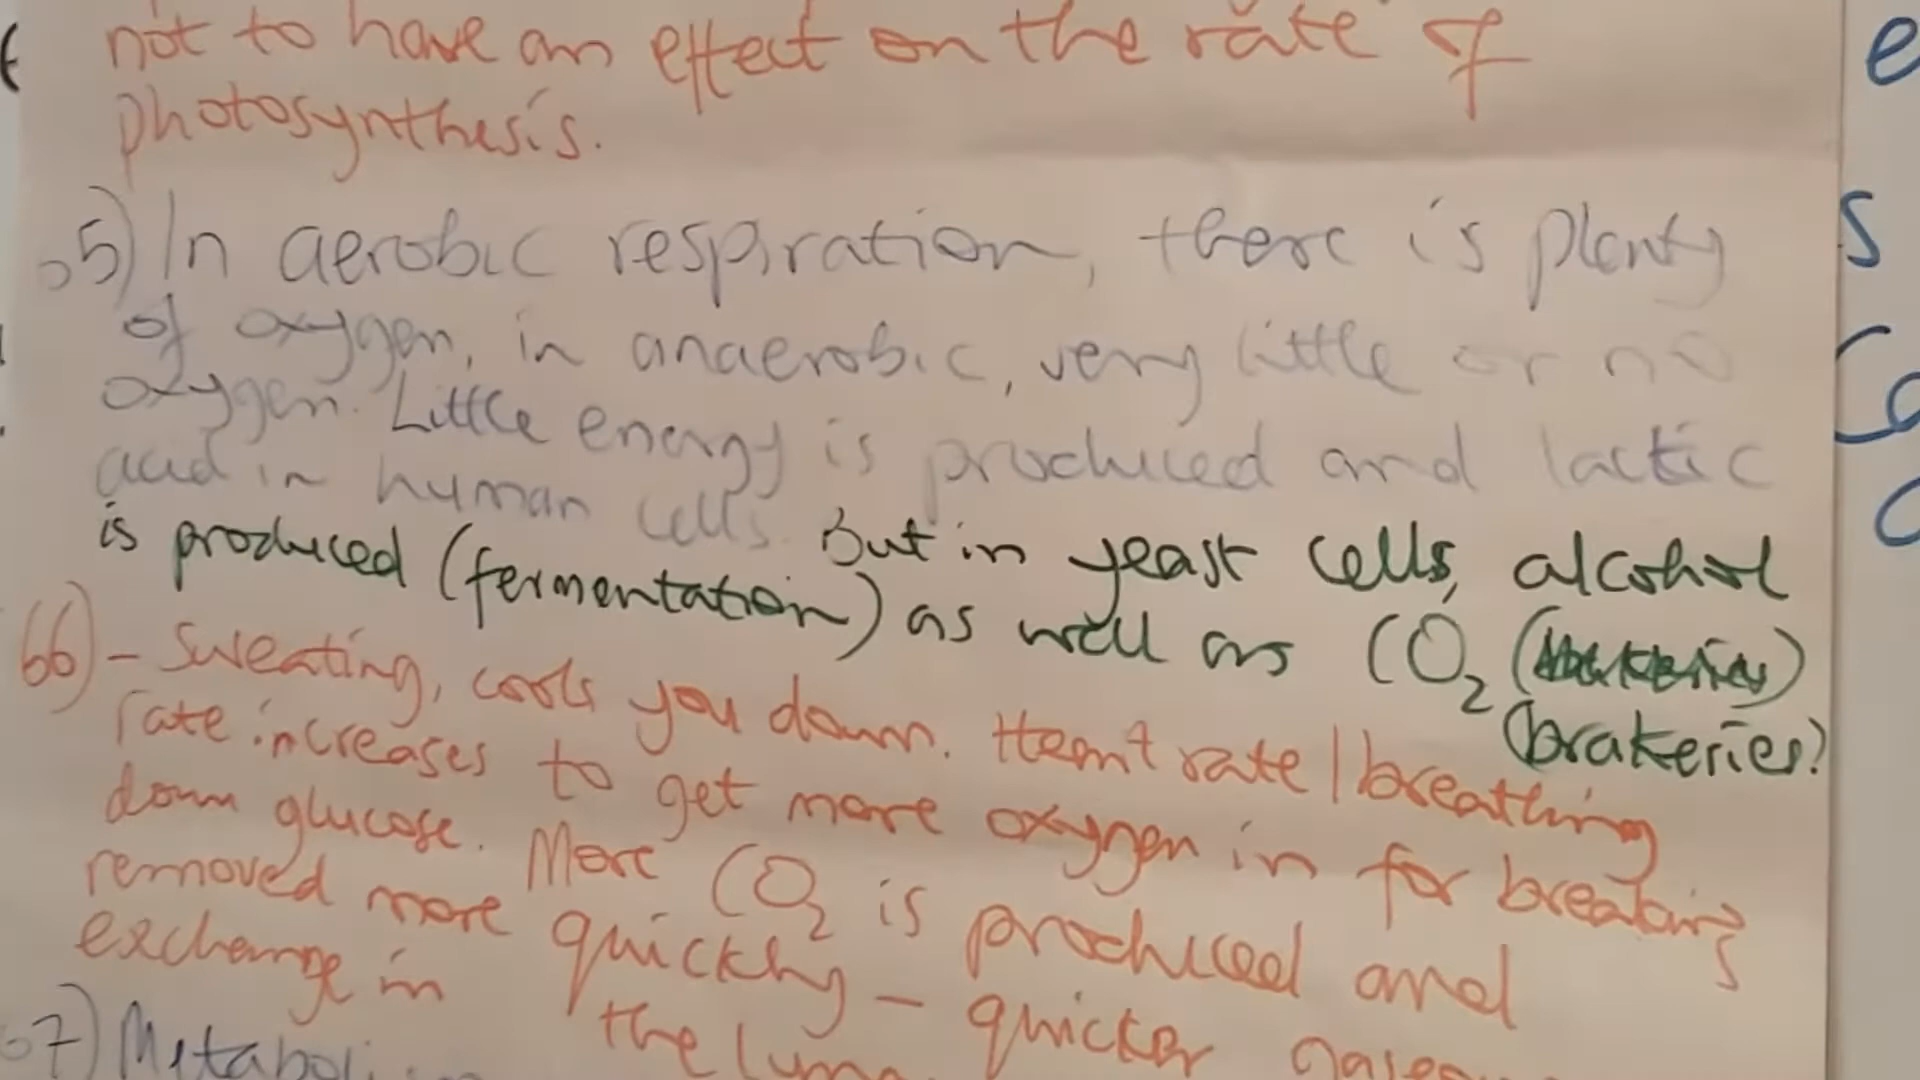 not to have an effect on the rate of
photosynthesis.
65) In aerobic respiration, there is plenty
of oxygen, in anaerobic, very little or no
oxygen. Little energy is produced and lactic
acid in human cells. But in yeast cells, alcohol
is produced (fermentation) as well as CO2
(brakeries)
66) - Sweating, cools you down. Heart rate / breathing
rate increases to get more oxygen in for breaking
down glucose. More CO2 is produced and
removed more quickly - quicker
exchange in the
67)